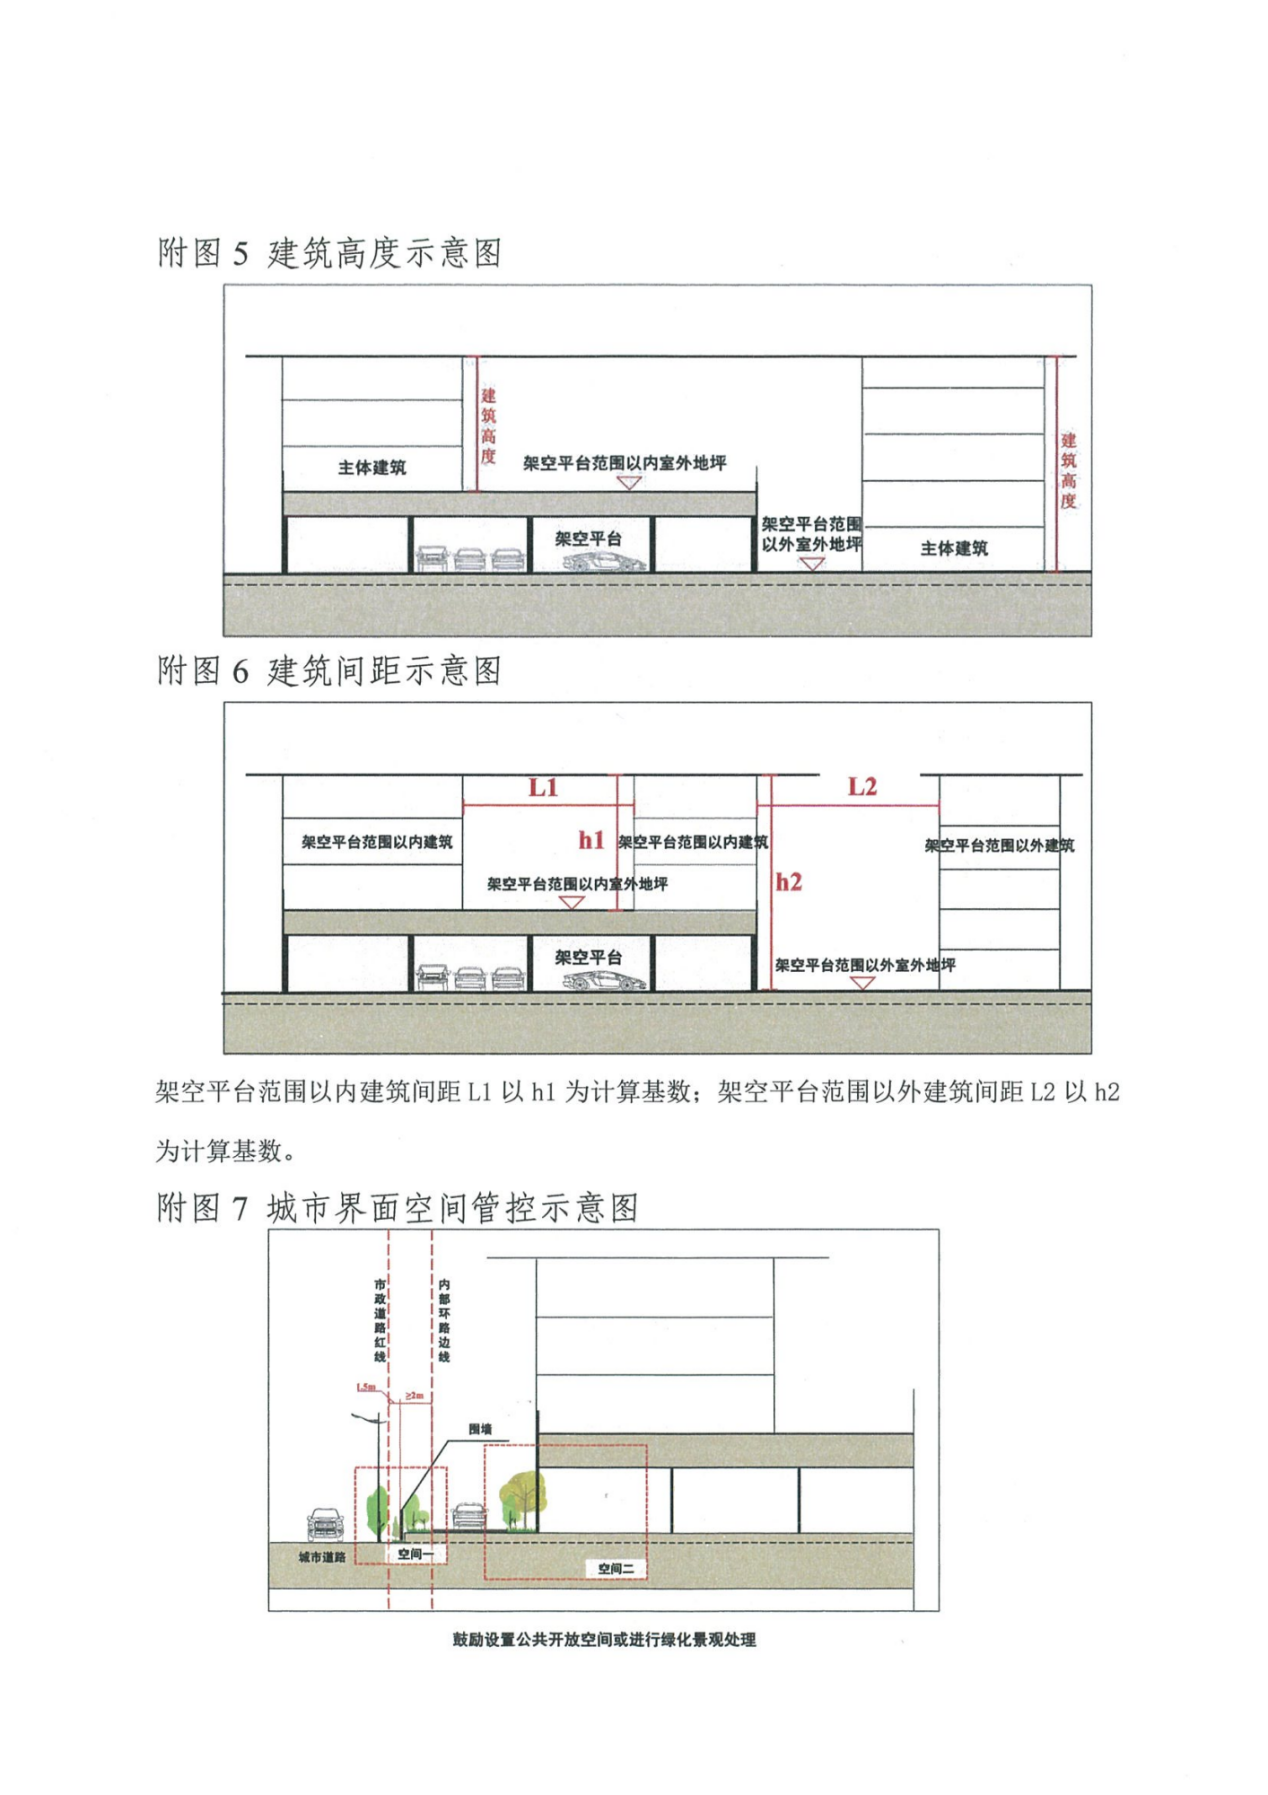 附图 5 建筑高度示意图
建筑高度
主体建筑
架空平台范围以内室外地坪
架空平台
架空平台范围
以外室外地坪
主体建筑
建筑高度
附图 6 建筑间距示意图
L1
L2
架空平台范围以内建筑
h1
架空平台范围以内建筑
架空平台范围以外建筑
架空平台范围以内室外地坪
h2
架空平台
架空平台范围以外室外地坪
架空平台范围以内建筑间距 L1 以 h1 为计算基数；架空平台范围以外建筑间距 L2 以 h2
为计算基数。
附图 7 城市界面空间管控示意图
市政道路红线
内部环路边线
1.5m
≥2m
围墙
城市道路
空间一
空间二
鼓励设置公共开放空间或进行绿化景观处理